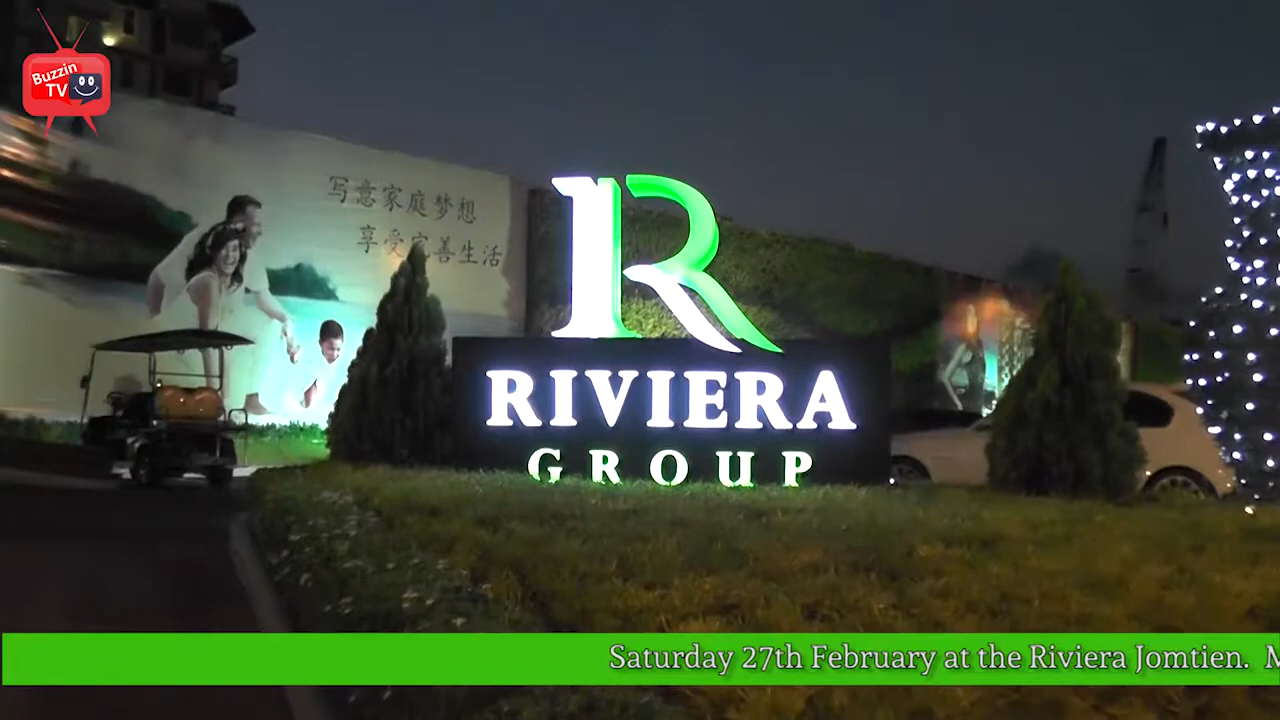 Buzzin
TV
写意家庭梦想
享受完善生活
R
RIVIERA
GROUP
Saturday 27th February at the Riviera Jomtien. M